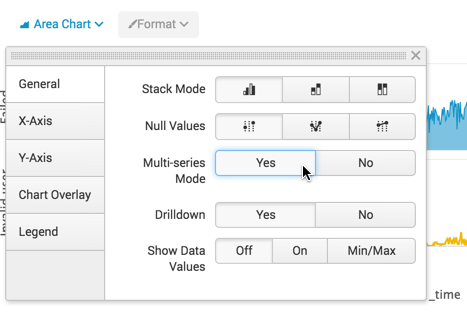 Area Chart
Format
General
X-Axis
Y-Axis
Chart Overlay
Legend
Stack Mode
Null Values
Multi-series
Mode
Yes No
Drilldown
Yes No
Show Data
Values
Off On Min/Max
Failed
Invalid user
_time